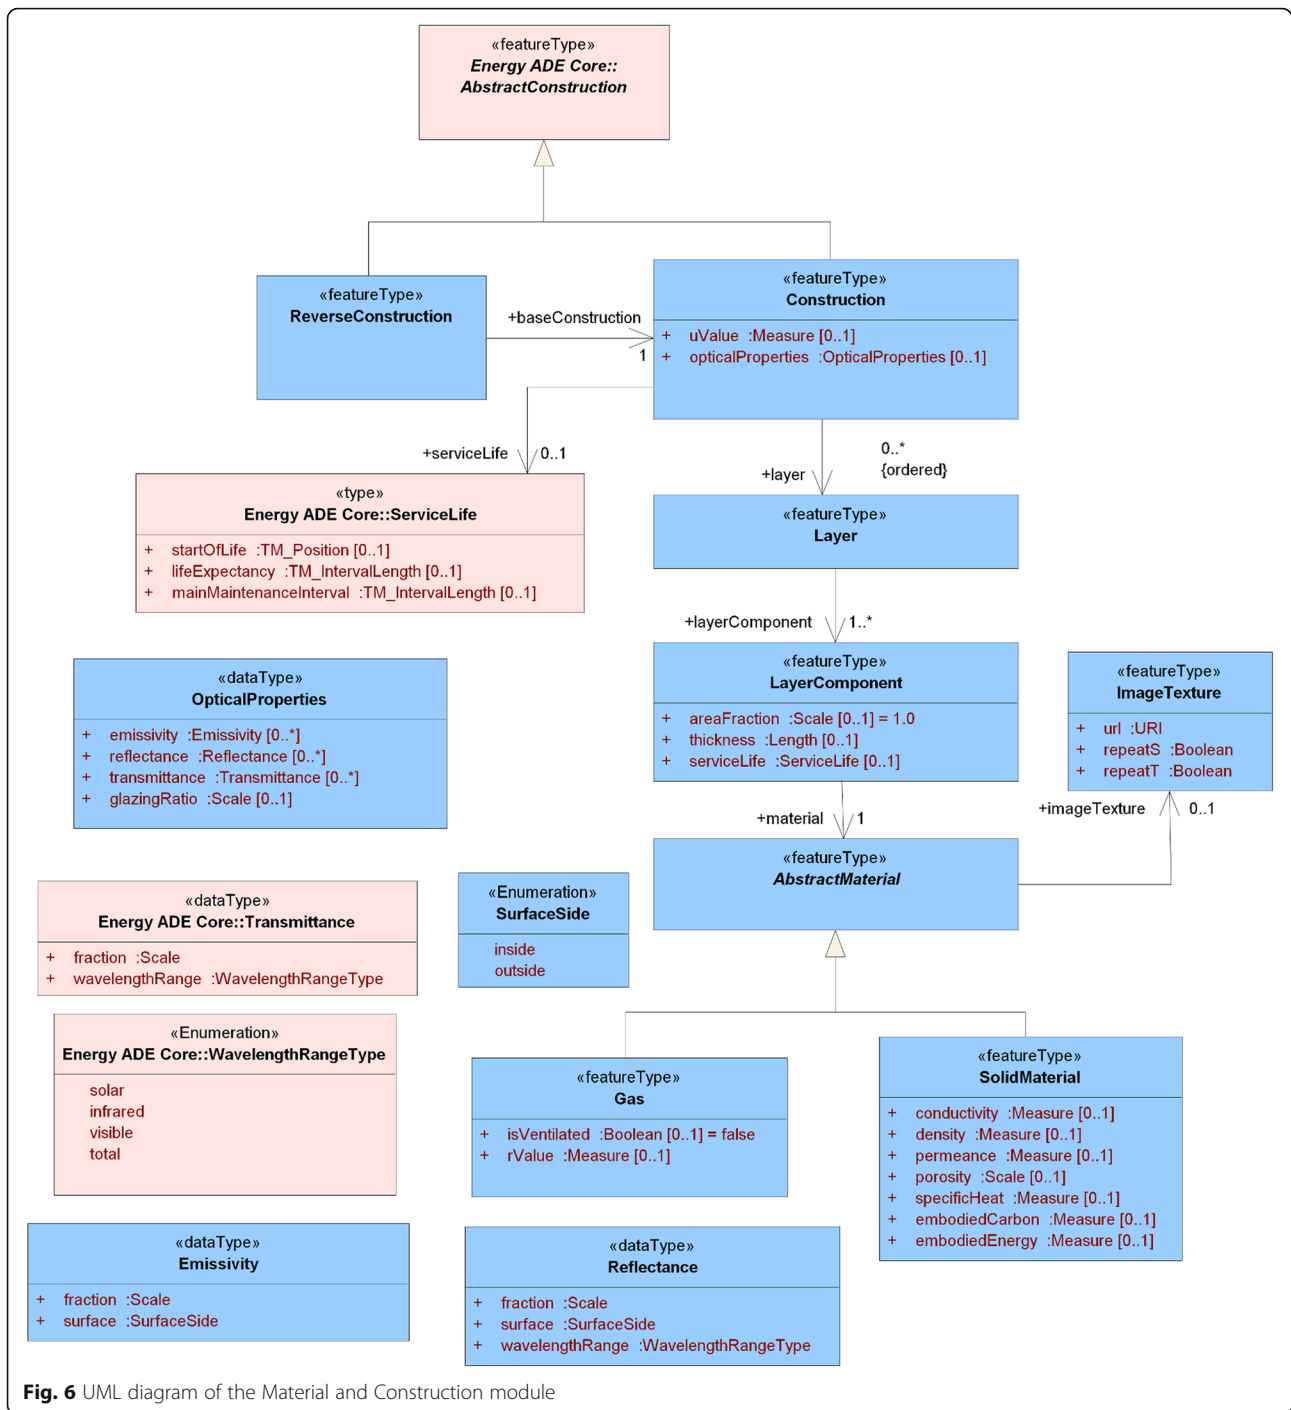 «featureType»
Energy ADE Core::
AbstractConstruction
«featureType»
ReverseConstruction
+baseConstruction
1
«featureType»
Construction
+ uValue :Measure [0..1]
+ opticalProperties :OpticalProperties [0..1]
+serviceLife
0..1
0..*
{ordered}
+layer
«type»
Energy ADE Core::ServiceLife
+ startOfLife :TM_Position [0..1]
+ lifeExpectancy :TM_IntervalLength [0..1]
+ mainMaintenanceInterval :TM_IntervalLength [0..1]
«featureType»
Layer
+layerComponent
1..*
«dataType»
OpticalProperties
+ emissivity :Emissivity [0..*]
+ reflectance :Reflectance [0..*]
+ transmittance :Transmittance [0..*]
+ glazingRatio :Scale [0..1]
«featureType»
LayerComponent
+ areaFraction :Scale [0..1] = 1.0
+ thickness :Length [0..1]
+ serviceLife :ServiceLife [0..1]
«featureType»
ImageTexture
+ url :URI
+ repeatS :Boolean
+ repeatT :Boolean
+material
1
+imageTexture
0..1
«featureType»
AbstractMaterial
«dataType»
Energy ADE Core::Transmittance
+ fraction :Scale
+ wavelengthRange :WavelengthRangeType
«Enumeration»
SurfaceSide
inside
outside
«Enumeration»
Energy ADE Core::WavelengthRangeType
solar
infrared
visible
total
«featureType»
Gas
+ isVentilated :Boolean [0..1] = false
+ rValue :Measure [0..1]
«featureType»
SolidMaterial
+ conductivity :Measure [0..1]
+ density :Measure [0..1]
+ permeance :Measure [0..1]
+ porosity :Scale [0..1]
+ specificHeat :Measure [0..1]
+ embodiedCarbon :Measure [0..1]
+ embodiedEnergy :Measure [0..1]
«dataType»
Emissivity
+ fraction :Scale
+ surface :SurfaceSide
«dataType»
Reflectance
+ fraction :Scale
+ surface :SurfaceSide
+ wavelengthRange :WavelengthRangeType
Fig. 6 UML diagram of the Material and Construction module